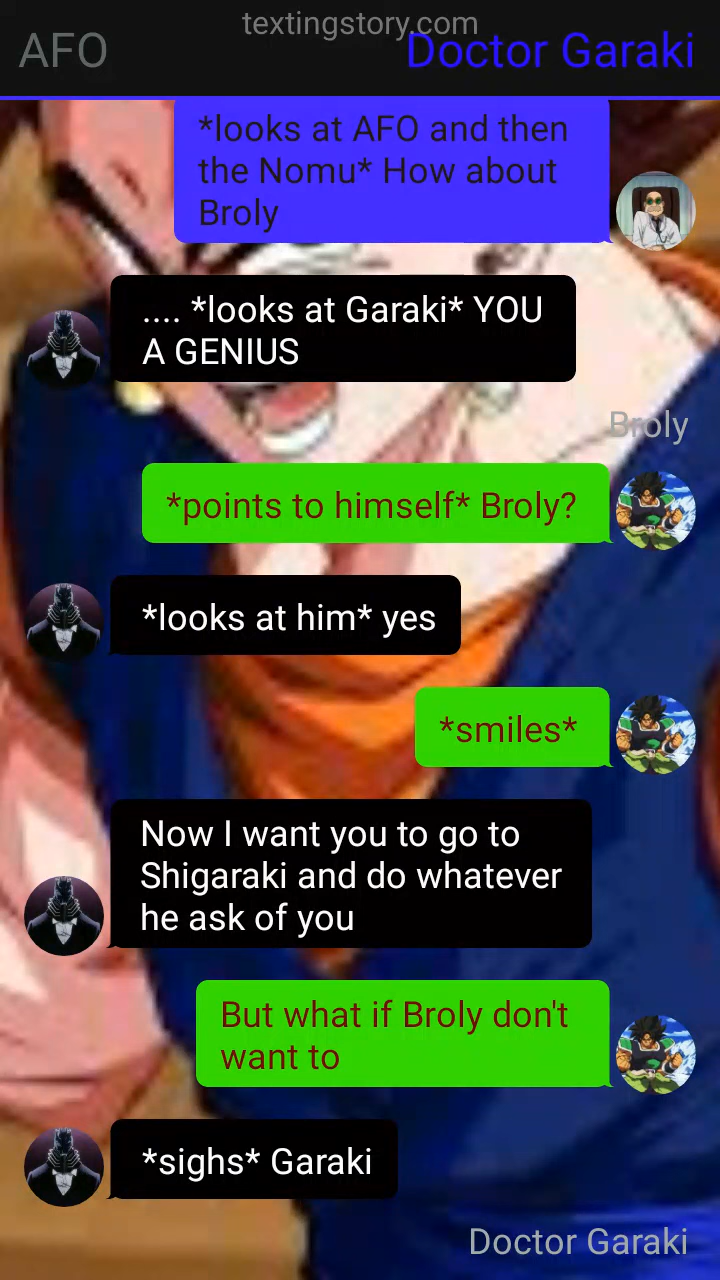 textingstory.com
AFO
Doctor Garaki
*looks at AFO and then
the Nomu* How about
Broly
.... *looks at Garaki* YOU
A GENIUS
Broly
*points to himself* Broly?
*looks at him* yes
*smiles*
Now I want you to go to
Shigaraki and do whatever
he ask of you
But what if Broly don't
want to
*sighs* Garaki
Doctor Garaki